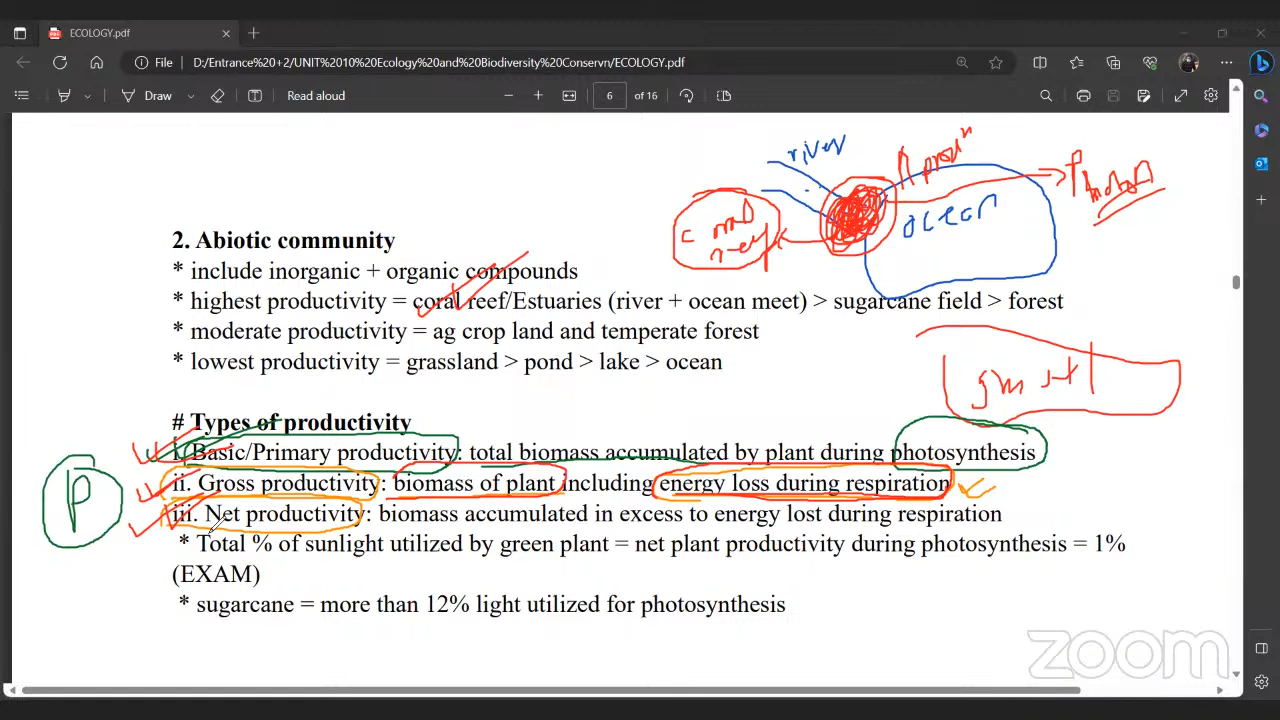 ECOLOGY.pdf
File D:/Entrance%20+2/UNIT%2010%20Ecology%20and%20Biodiversity%20Conservn/ECOLOGY.pdf
Draw Read aloud 6 of 16
river
prodn
ocean
2. Abiotic community
* include inorganic + organic compounds
* highest productivity = coral reef/Estuaries (river + ocean meet) > sugarcane field > forest
* moderate productivity = ag crop land and temperate forest
* lowest productivity = grassland > pond > lake > ocean
# Types of productivity
i. Basic/Primary productivity: total biomass accumulated by plant during photosynthesis
ii. Gross productivity: biomass of plant including energy loss during respiration
iii. Net productivity: biomass accumulated in excess to energy lost during respiration
P
* Total % of sunlight utilized by green plant = net plant productivity during photosynthesis = 1%
(EXAM)
* sugarcane = more than 12% light utilized for photosynthesis
zoom